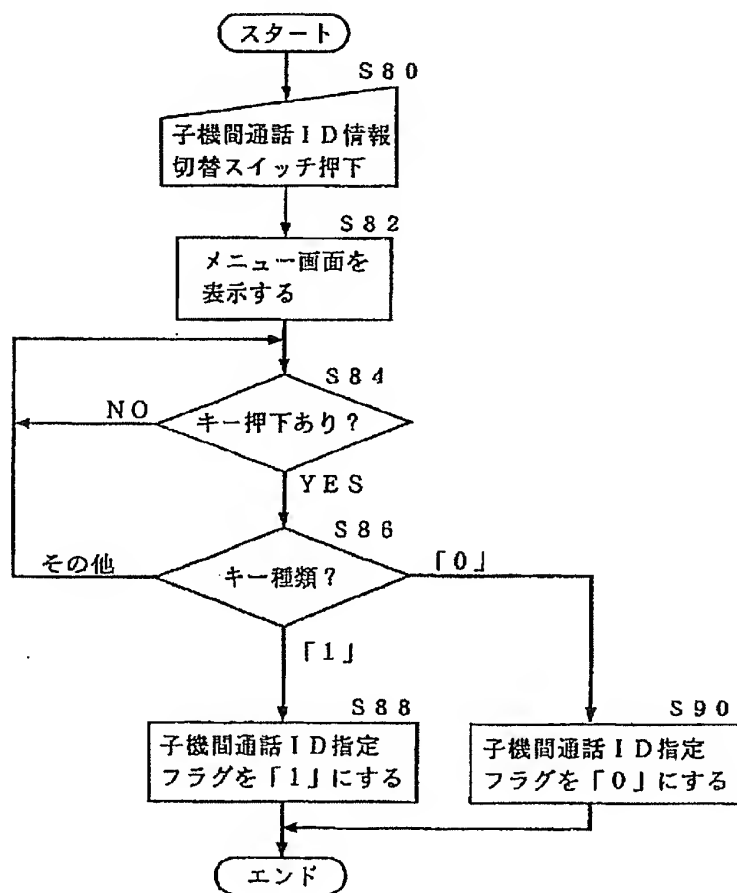 スタート
S80
子機間通話ID情報
切替スイッチ押下
S82
メニュー画面を
表示する
S84
NO
キー押下あり?
YES
S86
その他
キー種類?
「0」
「1」
S88
子機間通話ID指定
フラグを「1」にする
S90
子機間通話ID指定
フラグを「0」にする
エンド